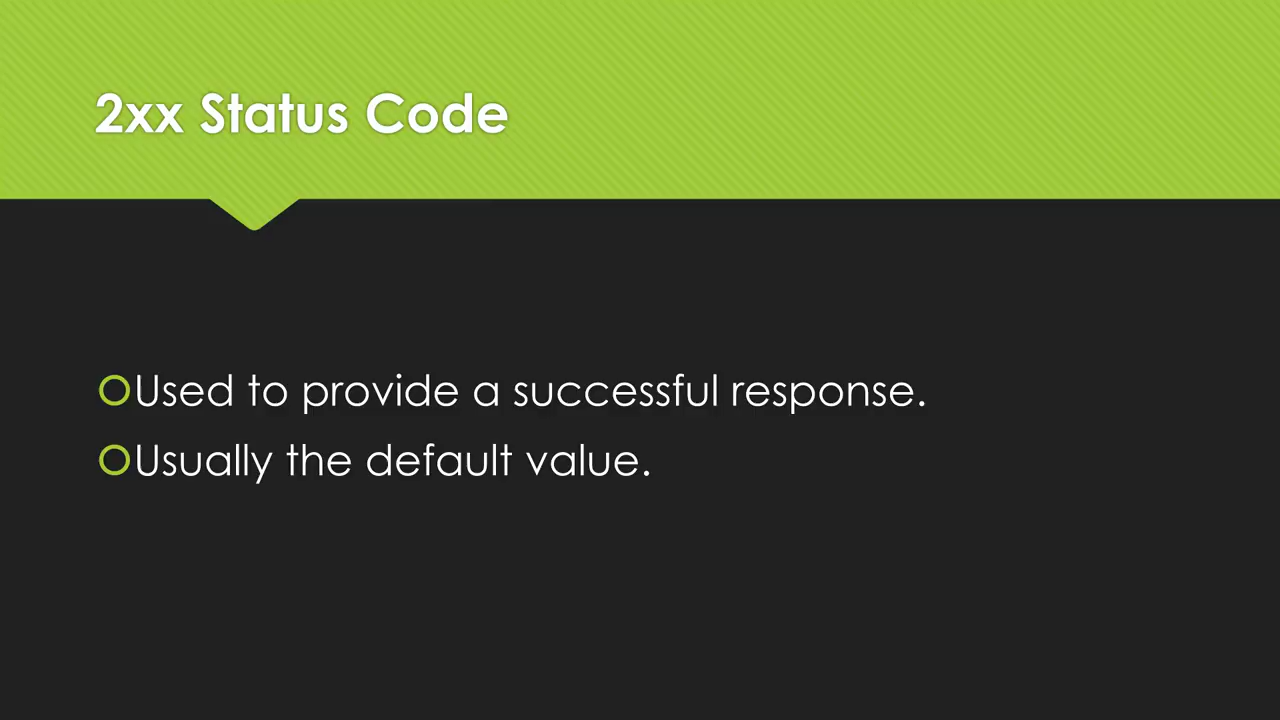 2xx Status Code
Used to provide a successful response.
Usually the default value.